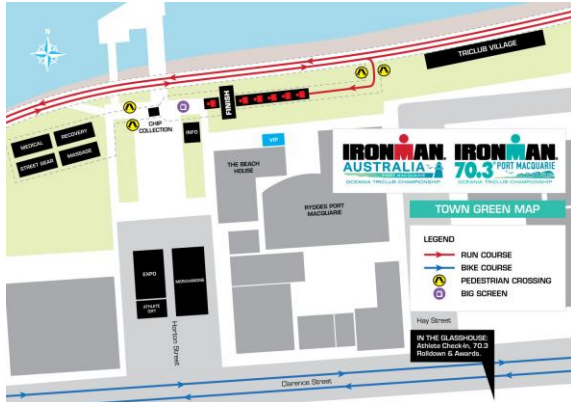 N
TRICLUB VILLAGE
FINISH
CHIP
COLLECTION
INFO
MEDICAL
RECOVERY
STREET GEAR
MASSAGE
VIP
THE BEACH
HOUSE
RYDGES PORT
MACQUARIE
IRONMAN
AUSTRALIA
PORT MACQUARIE
OCEANIA TRICLUB CHAMPIONSHIP
IRONMAN
70.3 PORT MACQUARIE
OCEANIA TRICLUB CHAMPIONSHIP
TOWN GREEN MAP
LEGEND
RUN COURSE
BIKE COURSE
PEDESTRIAN CROSSING
BIG SCREEN
EXPO
MERCHANDISE
ATHLETE
Horton Street
Hay Street
IN THE GLASSHOUSE:
Athlete Check-In, 70.3
Rolldown & Awards.
Clarence Street